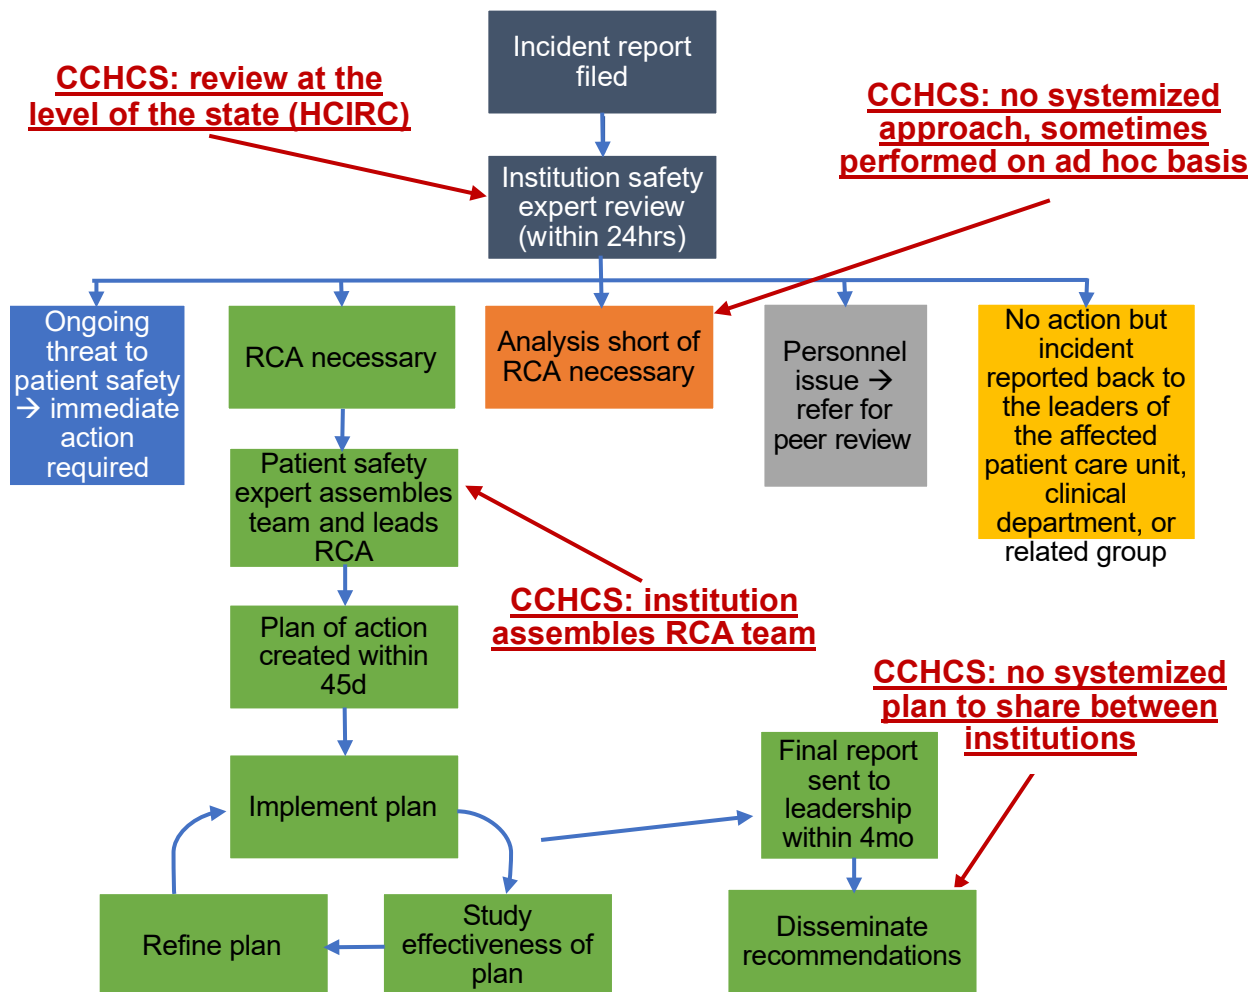 Incident report
filed
CCHCS: review at the
level of the state (HCIRC)
CCHCS: no systemized
approach, sometimes
performed on ad hoc basis
Institution safety
expert review
(within 24hrs)
Ongoing
threat to
patient safety
→ immediate
action
required
RCA necessary
Analysis short of
RCA necessary
Personnel
issue →
refer for
peer review
No action but
incident
reported back to
the leaders of
the affected
patient care unit,
clinical
department, or
related group
Patient safety
expert assembles
team and leads
RCA
CCHCS: institution
assembles RCA team
Plan of action
created within
45d
CCHCS: no systemized
plan to share between
institutions
Implement plan
Final report
sent to
leadership
within 4mo
Refine plan
Study
effectiveness of
plan
Disseminate
recommendations